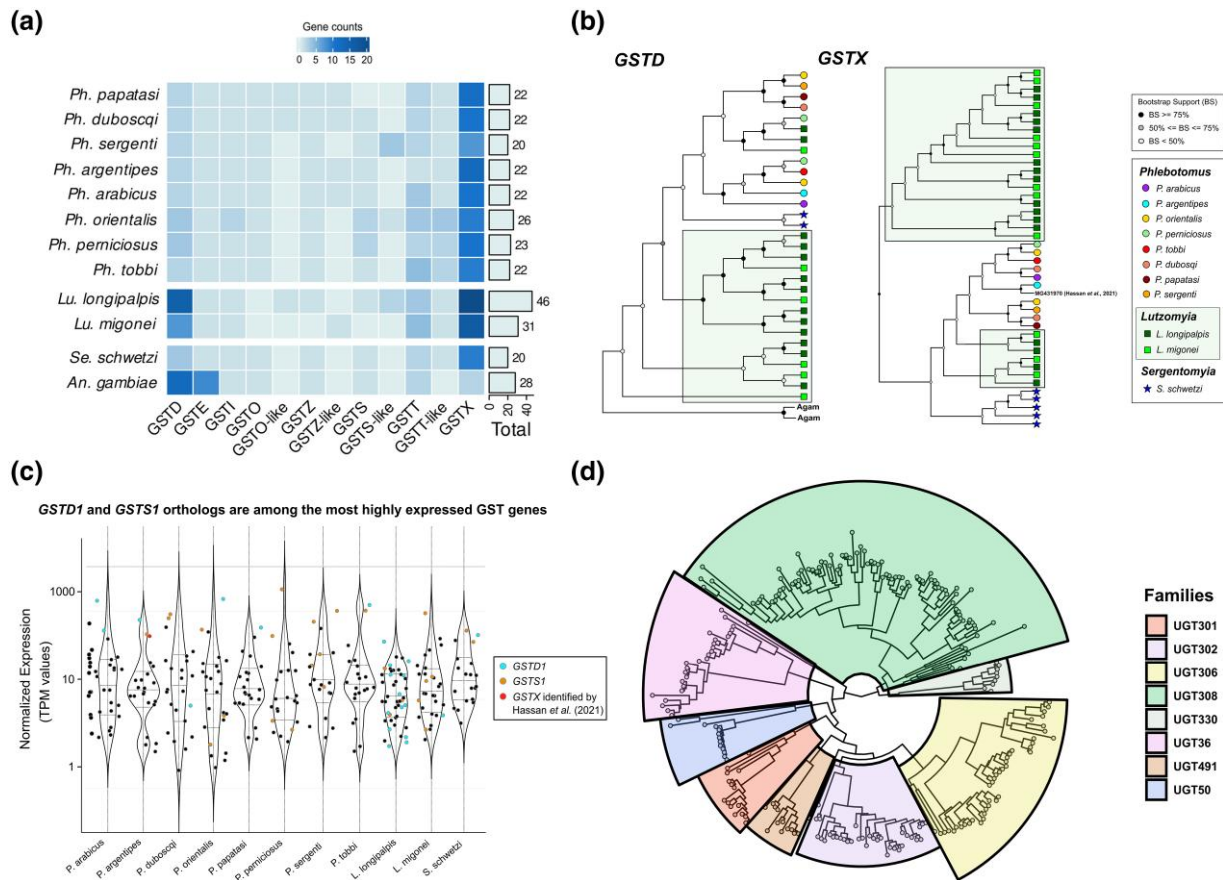 (a)
Gene counts
0 5 10 15 20
Ph. papatasi 22
Ph. duboscqi 22
Ph. sergenti 20
Ph. argentipes 22
Ph. arabicus 22
Ph. orientalis 26
Ph. perniciosus 23
Ph. tobbi 22
Lu. longipalpis 46
Lu. migonei 31
Se. schwetzi 20
An. gambiae 28
GSTD
GSTE
GSTI
GSTO
GSTO-like
GSTZ
GSTZ-like
GSTS
GSTS-like
GSTT
GSTT-like
GSTX
0 20 40
Total
(b)
GSTD
GSTX
Agam
Agam
MG431976 (Hassan et al., 2021)
Bootstrap Support (BS)
BS >= 75%
50% <= BS <= 75%
BS < 50%
Phlebotomus
P. arabicus
P. argentipes
P. orientalis
P. perniciosus
P. tobbi
P. dubosqi
P. papatasi
P. sergenti
Lutzomyia
L. longipalpis
L. migonei
Sergentomyia
S. schwetzi
(c)
GSTD1 and GSTS1 orthologs are among the most highly expressed GST genes
Normalized Expression
(TPM values)
1000
10
1
P. arabicus
P. argentipes
P. duboscqi
P. orientalis
P. papatasi
P. perniciosus
P. sergenti
P. tobbi
L. longipalpis
L. migonei
S. schwetzi
GSTD1
GSTS1
GSTX identified by
Hassan et al. (2021)
(d)
Families
UGT301
UGT302
UGT306
UGT308
UGT330
UGT36
UGT491
UGT50